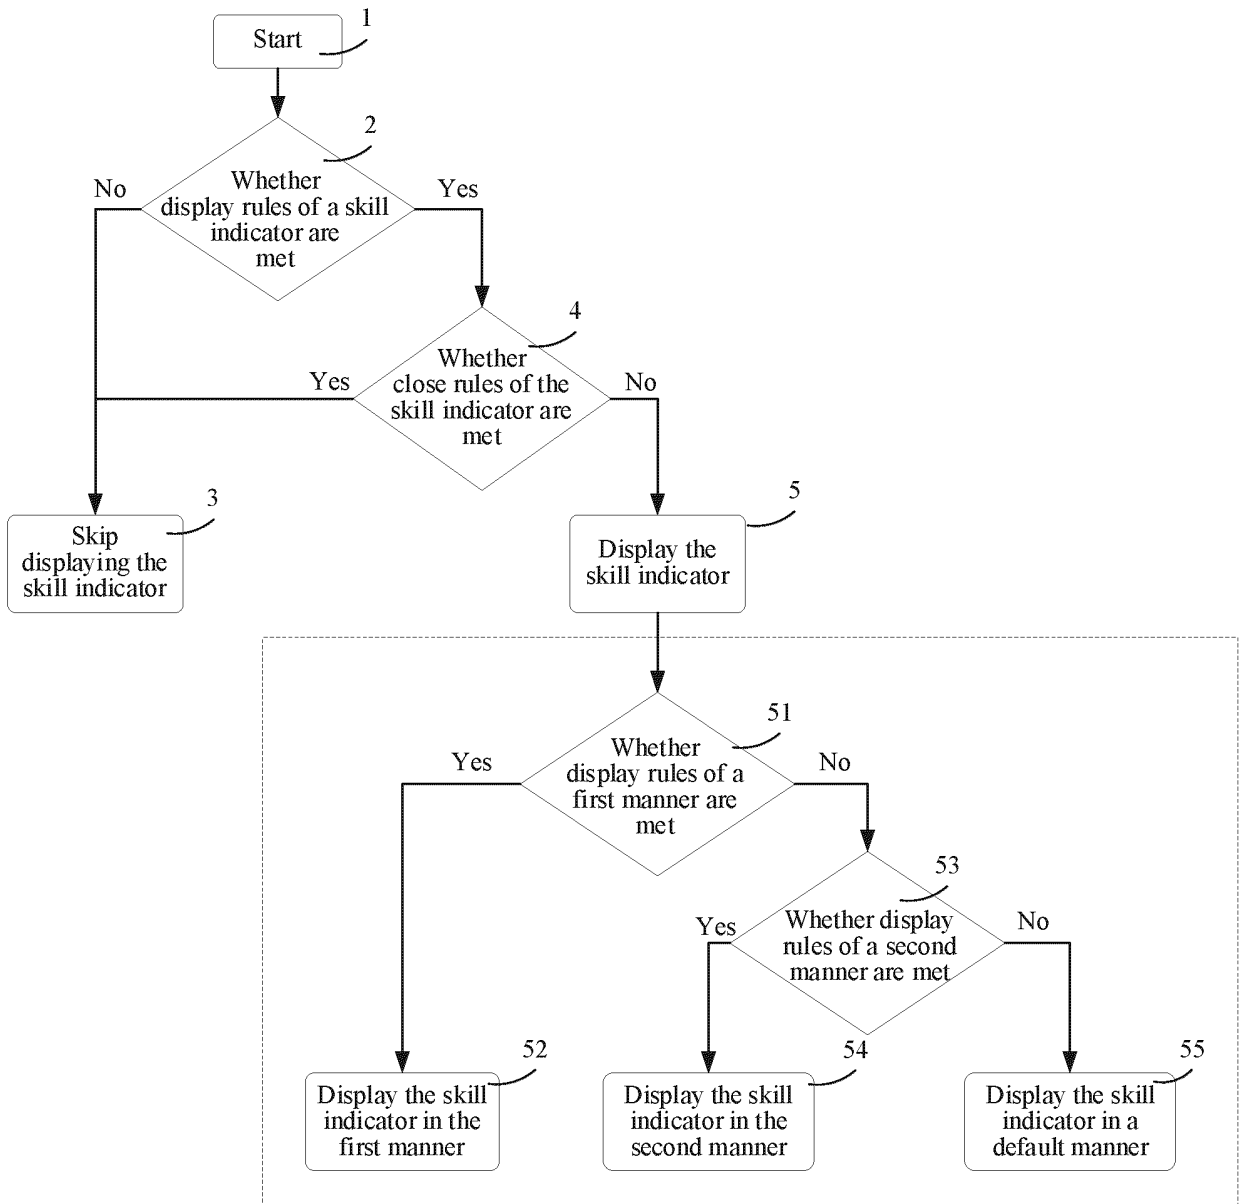 1
Start
2
No
Yes
Whether
display rules of a skill
indicator are
met
4
Yes
No
Whether
close rules of the
skill indicator are
met
3
Skip
displaying the
skill indicator
5
Display the
skill indicator
51
Yes
No
Whether
display rules of a
first manner are
met
53
Yes
No
Whether display
rules of a second
manner are met
52
Display the skill
indicator in the
first manner
54
Display the skill
indicator in the
second manner
55
Display the skill
indicator in a
default manner